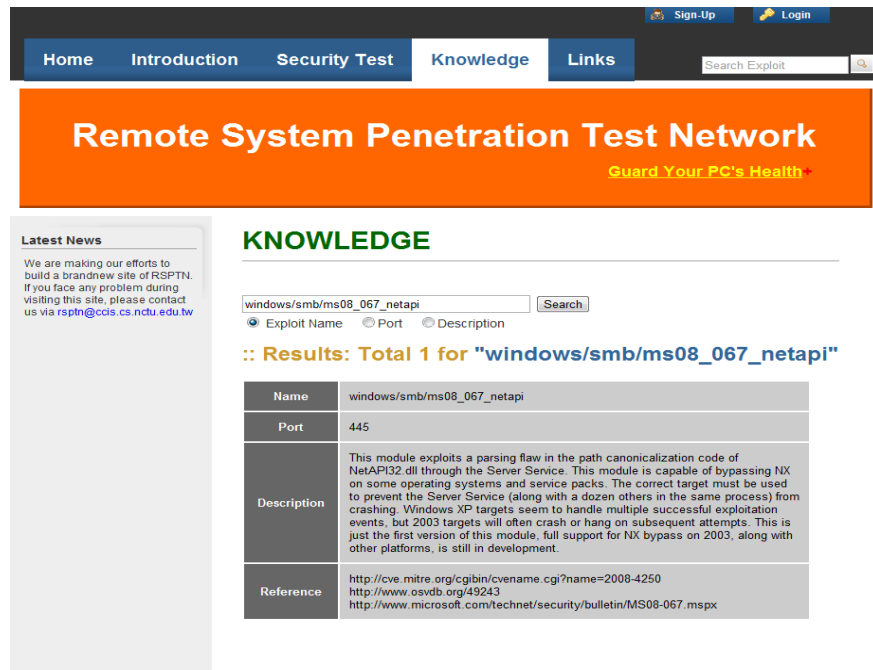 Sign-Up
Login
Home
Introduction
Security Test
Knowledge
Links
Search Exploit
Remote System Penetration Test Network
Guard Your PC's Health+
Latest News
We are making our efforts to
build a brandnew site of RSPTN.
If you face any problem during
visiting this site, please contact
us via rsptn@ccis.cs.nctu.edu.tw
KNOWLEDGE
windows/smb/ms08_067_netapi
Search
Exploit Name
Port
Description
:: Results: Total 1 for "windows/smb/ms08_067_netapi"
Name
windows/smb/ms08_067_netapi
Port
445
Description
This module exploits a parsing flaw in the path canonicalization code of
NetAPI32.dll through the Server Service. This module is capable of bypassing NX
on some operating systems and service packs. The correct target must be used
to prevent the Server Service (along with a dozen others in the same process) from
crashing. Windows XP targets seem to handle multiple successful exploitation
events, but 2003 targets will often crash or hang on subsequent attempts. This is
just the first version of this module, full support for NX bypass on 2003, along with
other platforms, is still in development.
Reference
http://cve.mitre.org/cgibin/cvename.cgi?name=2008-4250
http://www.osvdb.org/49243
http://www.microsoft.com/technet/security/bulletin/MS08-067.mspx